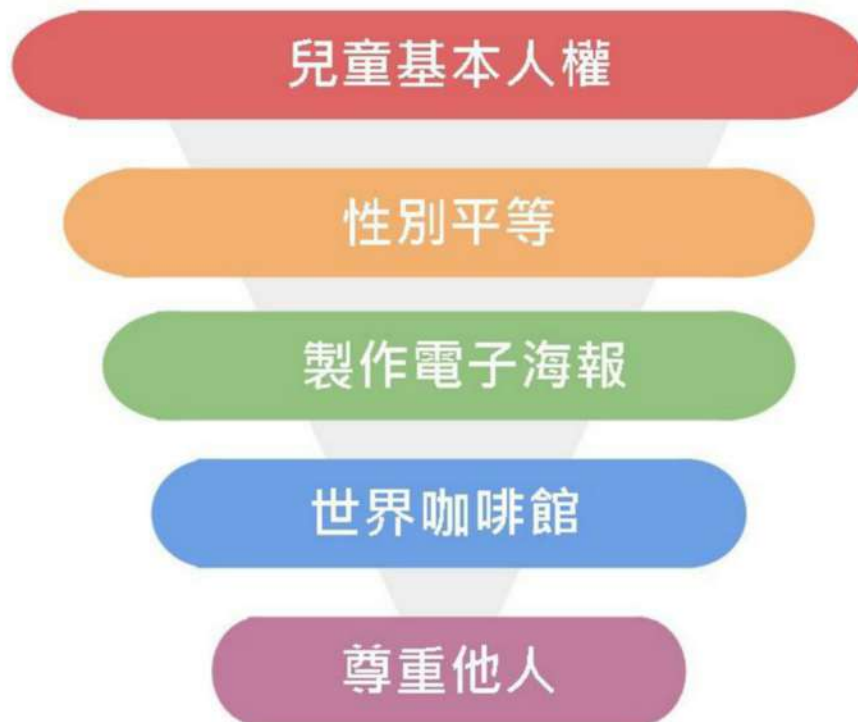 兒童基本人權
性別平等
製作電子海報
世界咖啡館
尊重他人